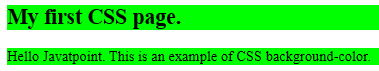 My first CSS page.
Hello Javatpoint. This is an example of CSS background-color.